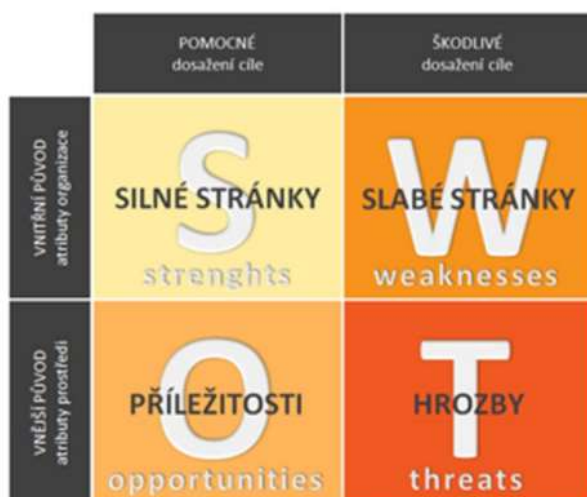 POMOCNÉ
dosažení cíle
ŠKODLIVÉ
dosažení cíle
VNITŘNÍ PŮVOD
atributy organizace
S
SILNÉ STRÁNKY
strenghts
W
SLABÉ STRÁNKY
weaknesses
VNĚJŠÍ PŮVOD
atributy prostředí
O
PŘÍLEŽITOSTI
opportunities
T
HROZBY
threats